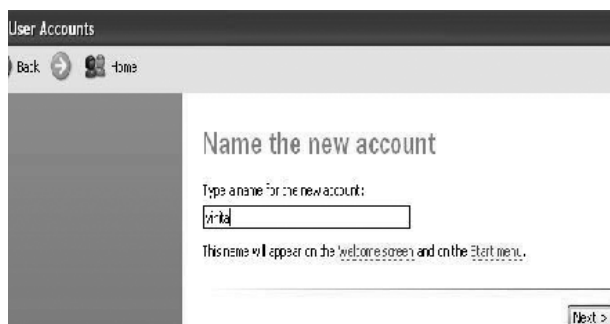 User Accounts
Back Home
Name the new account
Type a name for the new account:
vinita
This name will appear on the Welcome screen and on the Start menu.
Next >